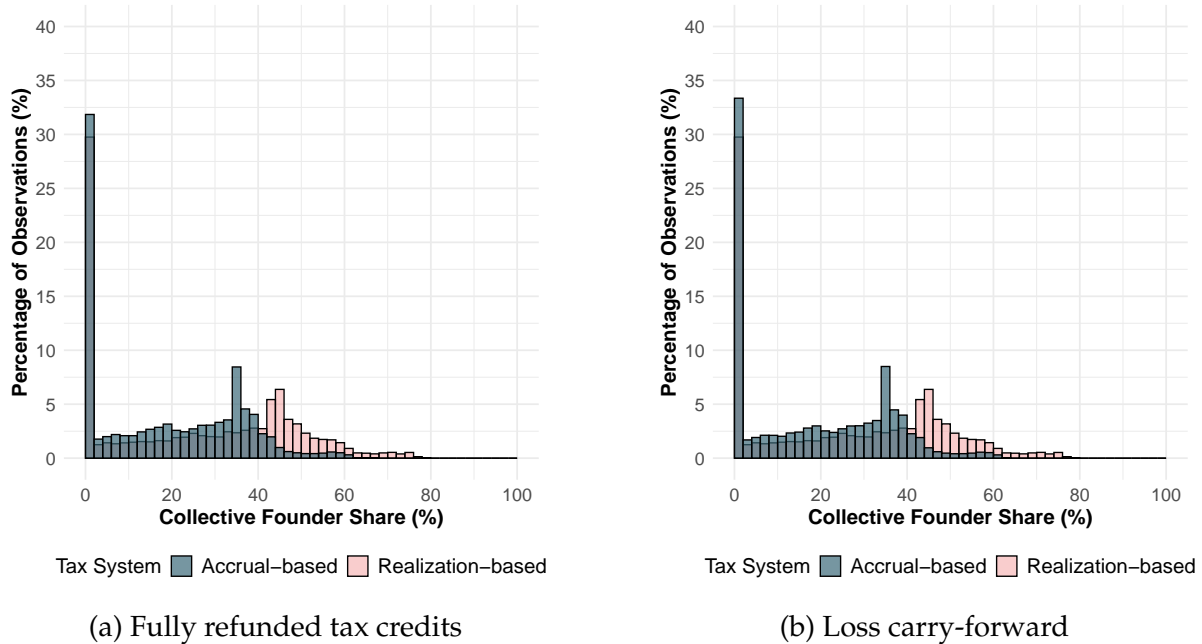 40
35
30
25
20
15
10
5
0
Percentage of Observations (%)
0 20 40 60 80 100
Collective Founder Share (%)
Tax System Accrual−based Realization−based
(a) Fully refunded tax credits
40
35
30
25
20
15
10
5
0
Percentage of Observations (%)
0 20 40 60 80 100
Collective Founder Share (%)
Tax System Accrual−based Realization−based
(b) Loss carry-forward